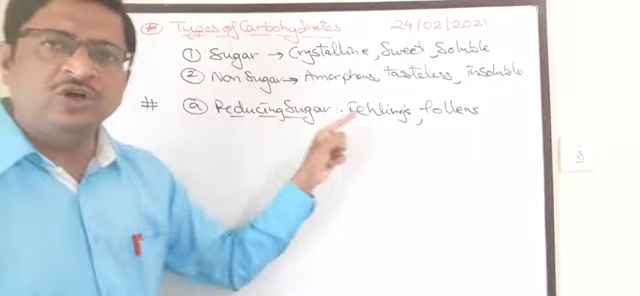 Types of Carbohydrates 24/02/2021
① Sugar → Crystalline, Sweet, Soluble
② Non Sugar → Amorphous, tasteless, insoluble
# ⓐ Reducing Sugar :- Fehlings, Tollens